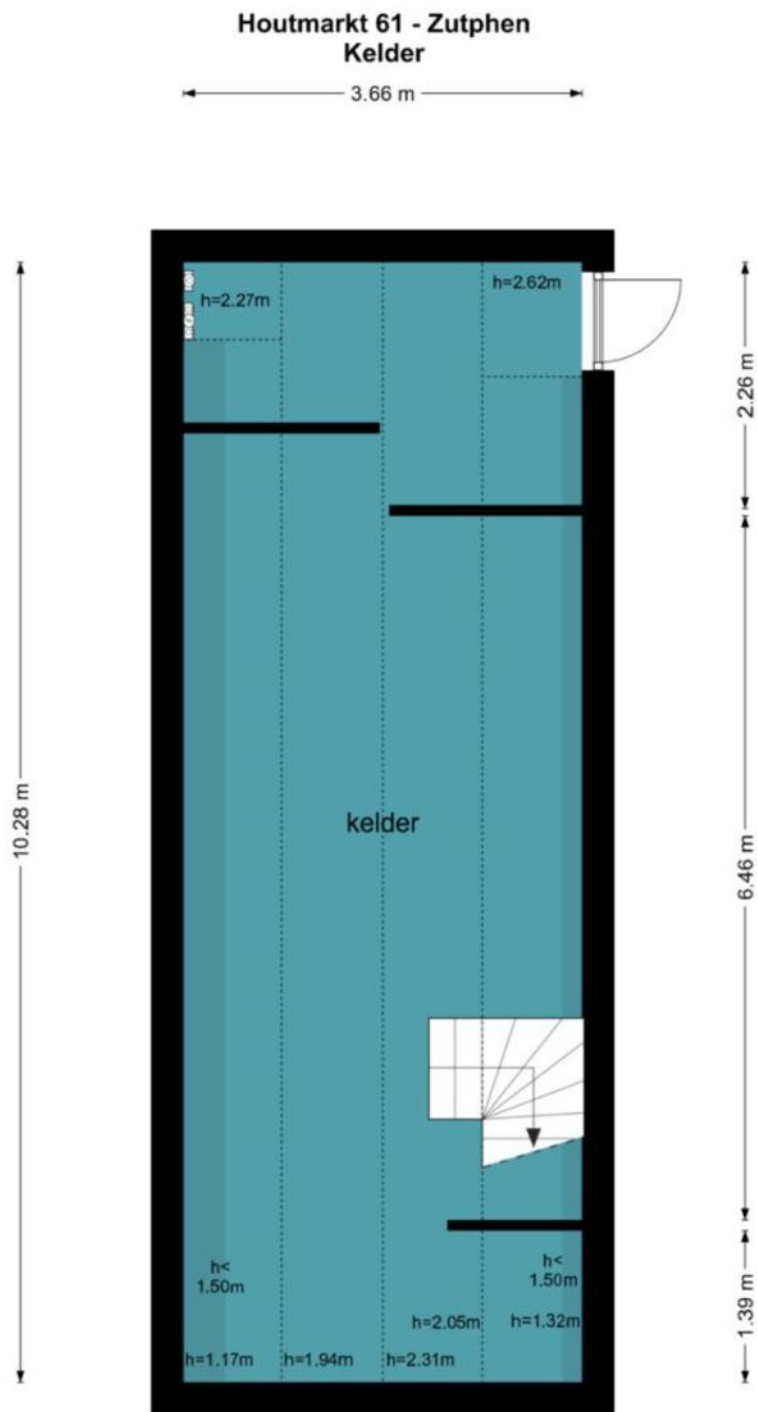 Houtmarkt 61 - Zutphen
Kelder
3.66 m
h=2.27m
h=2.62m
2.26 m
10.28 m
kelder
6.46 m
h<
1.50m
h<
1.50m
1.39 m
h=2.05m
h=1.32m
h=1.17m
h=1.94m
h=2.31m